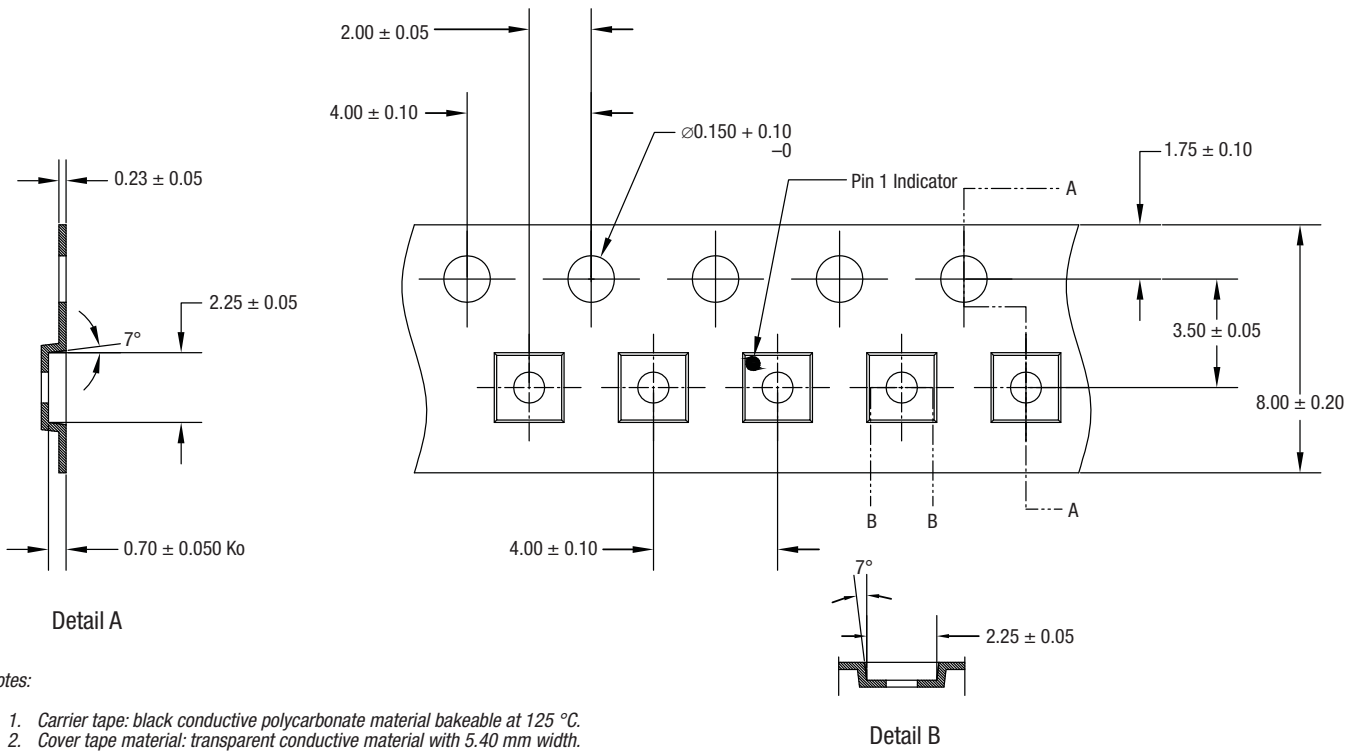 2.00 ± 0.05
4.00 ± 0.10
∅0.150 + 0.10
–0
1.75 ± 0.10
0.23 ± 0.05
Pin 1 Indicator
A
2.25 ± 0.05
7°
3.50 ± 0.05
8.00 ± 0.20
A
B
B
0.70 ± 0.050 Ko
4.00 ± 0.10
7°
Detail A
2.25 ± 0.05
otes:
1. Carrier tape: black conductive polycarbonate material bakeable at 125 °C.
2. Cover tape material: transparent conductive material with 5.40 mm width.
Detail B